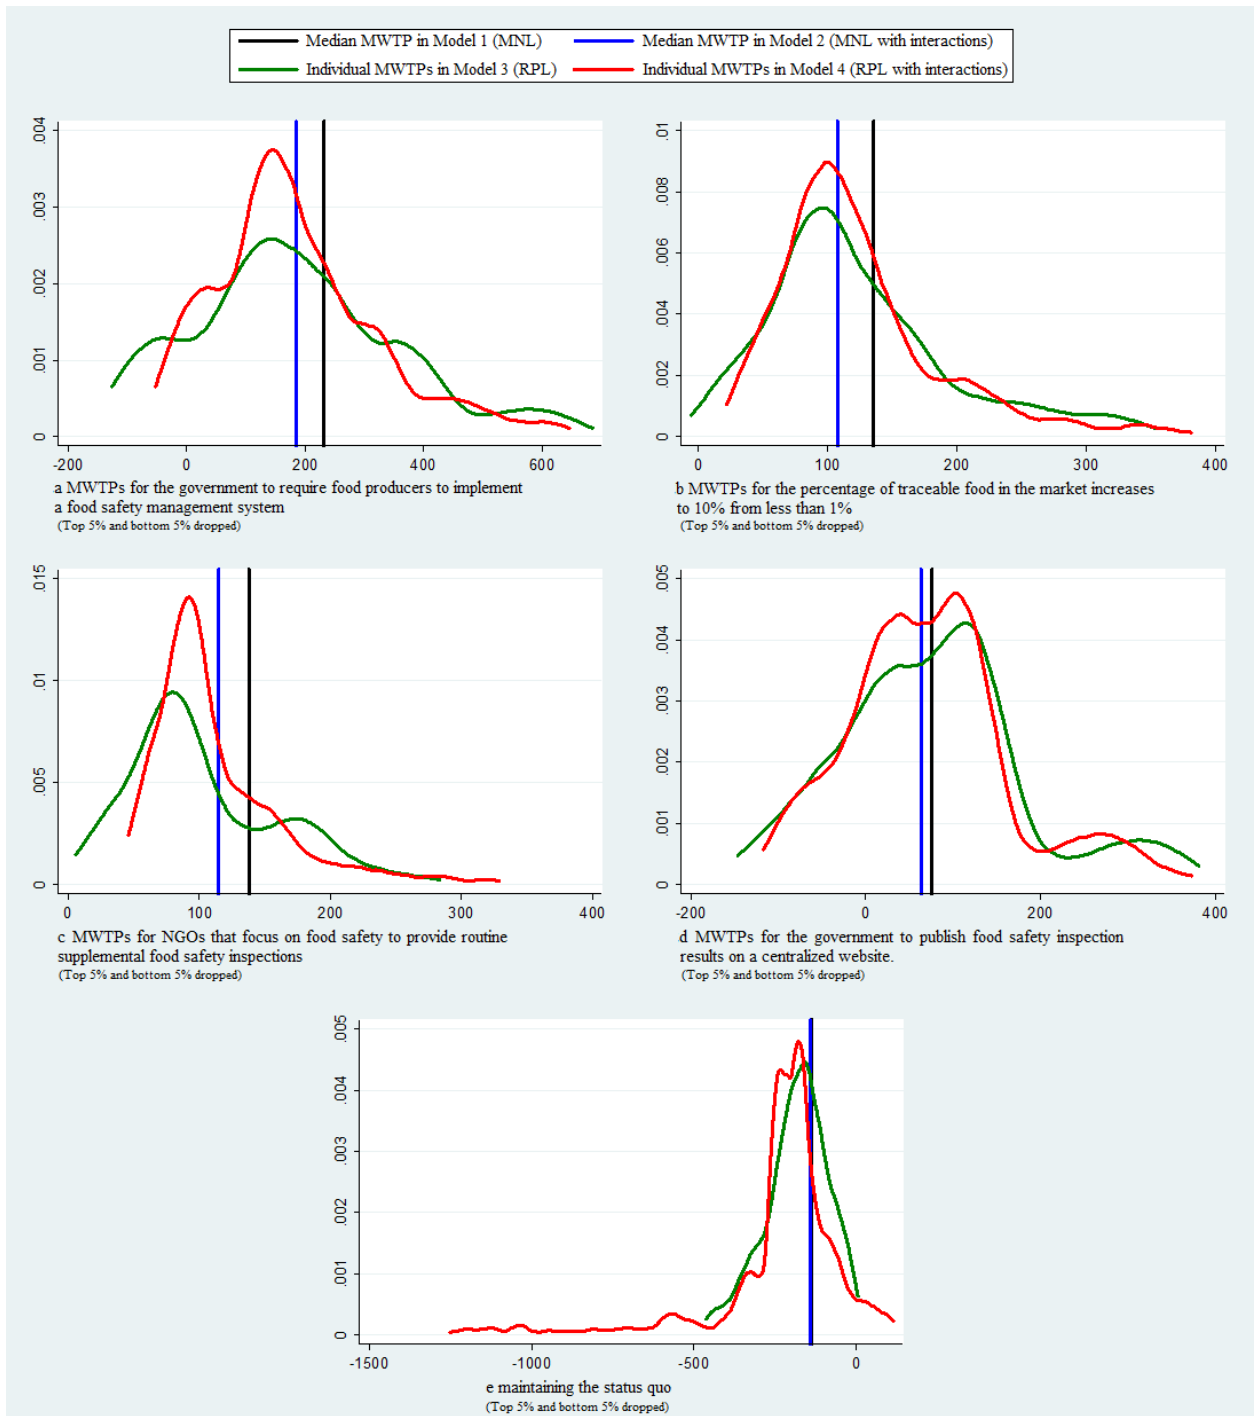 Median MWTP in Model 1 (MNL) Median MWTP in Model 2 (MNL with interactions)
Individual MWTPs in Model 3 (RPL) Individual MWTPs in Model 4 (RPL with interactions)
.004
.003
.002
.001
0
-200 0 200 400 600
a MWTPs for the government to require food producers to implement
a food safety management system
(Top 5% and bottom 5% dropped)
.01
.008
.006
.004
.002
0
0 100 200 300 400
b MWTPs for the percentage of traceable food in the market increases
to 10% from less than 1%
(Top 5% and bottom 5% dropped)
.015
.01
.005
0
0 100 200 300 400
c MWTPs for NGOs that focus on food safety to provide routine
supplemental food safety inspections
(Top 5% and bottom 5% dropped)
.005
.004
.003
.002
.001
0
-200 0 200 400
d MWTPs for the government to publish food safety inspection
results on a centralized website.
(Top 5% and bottom 5% dropped)
.005
.004
.003
.002
.001
0
-1500 -1000 -500 0
e maintaining the status quo
(Top 5% and bottom 5% dropped)